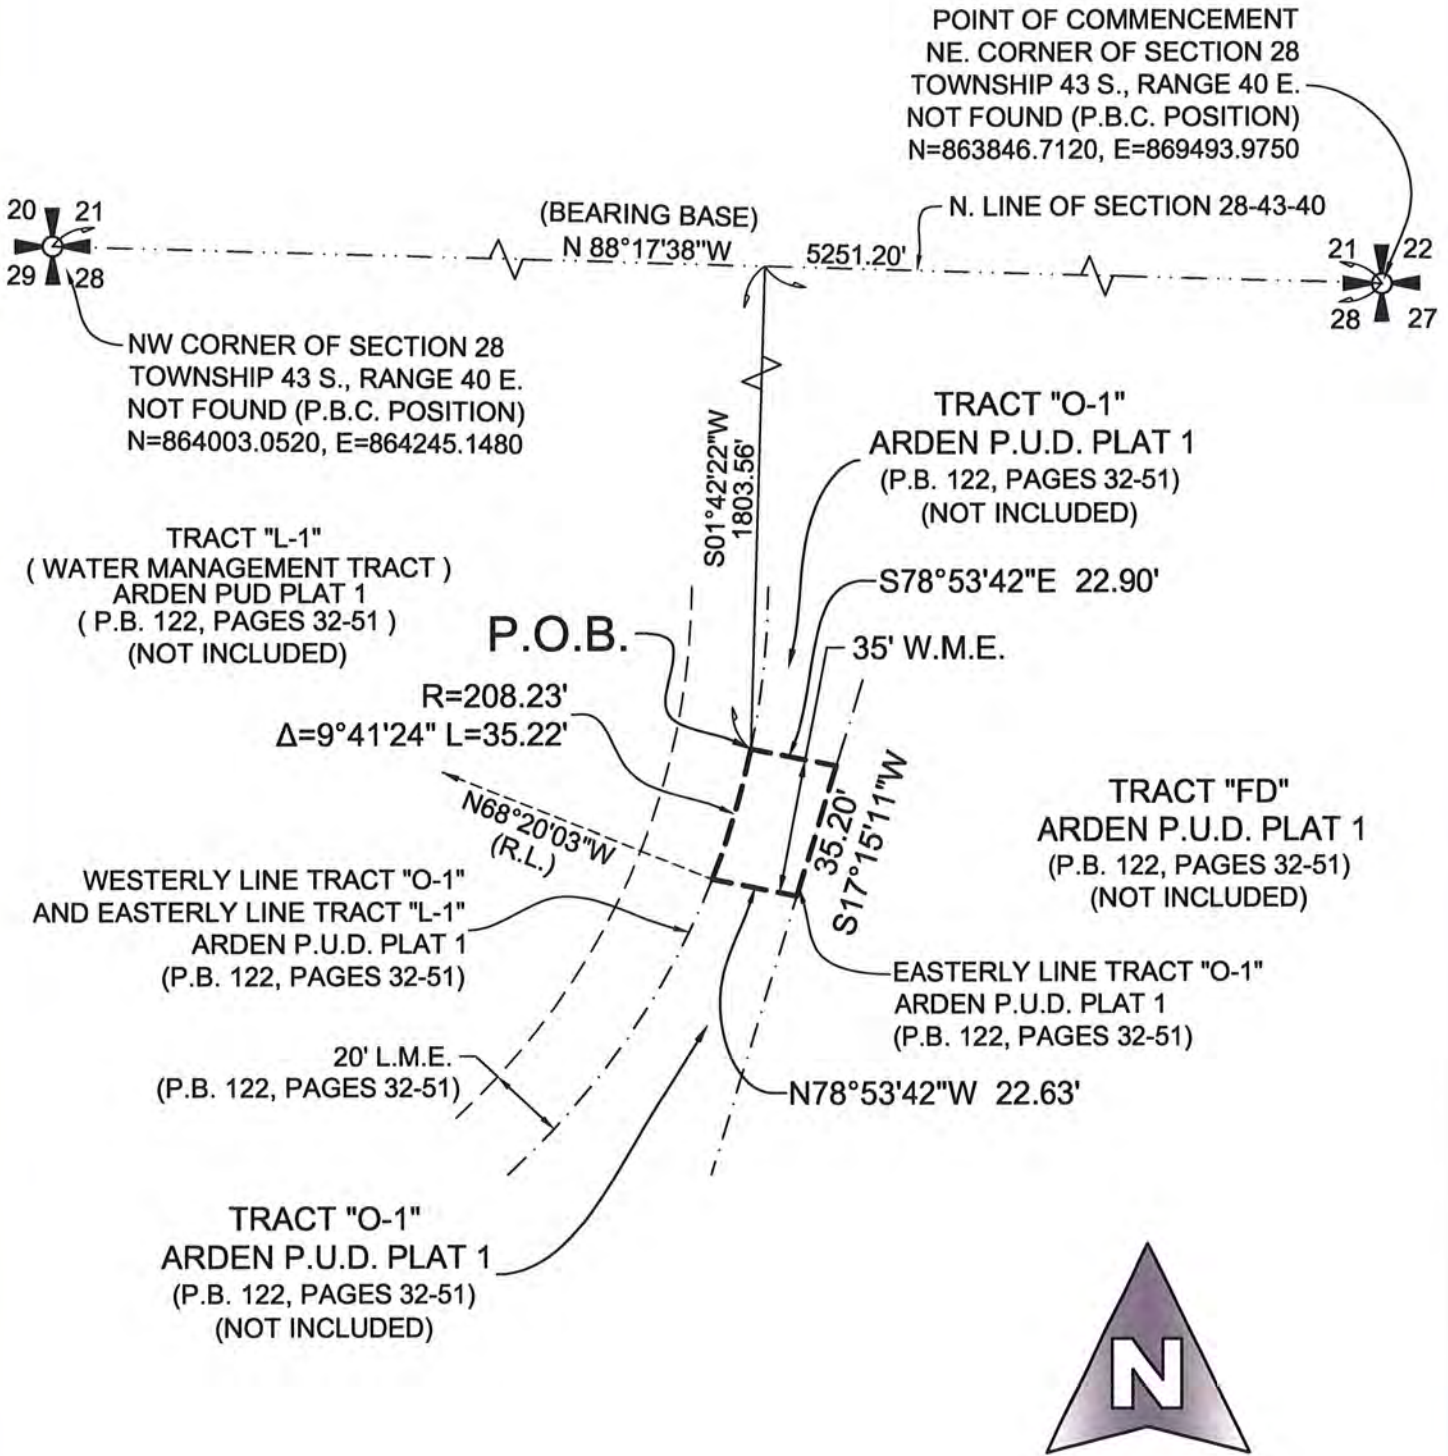 POINT OF COMMENCEMENT
NE. CORNER OF SECTION 28
TOWNSHIP 43 S., RANGE 40 E.
NOT FOUND (P.B.C. POSITION)
N=863846.7120, E=869493.9750
20 21
29 28
(BEARING BASE)
N 88°17'38"W
5251.20'
N. LINE OF SECTION 28-43-40
21 22
28 27
NW CORNER OF SECTION 28
TOWNSHIP 43 S., RANGE 40 E.
NOT FOUND (P.B.C. POSITION)
N=864003.0520, E=864245.1480
S01°42'22"W
1803.56'
TRACT "O-1"
ARDEN P.U.D. PLAT 1
(P.B. 122, PAGES 32-51)
(NOT INCLUDED)
TRACT "L-1"
( WATER MANAGEMENT TRACT )
ARDEN PUD PLAT 1
( P.B. 122, PAGES 32-51 )
(NOT INCLUDED)
S78°53'42"E 22.90'
P.O.B.
35' W.M.E.
R=208.23'
Δ=9°41'24" L=35.22'
N68°20'03"W
(R.L.)
35.20'
S17°15'11"W
TRACT "FD"
ARDEN P.U.D. PLAT 1
(P.B. 122, PAGES 32-51)
(NOT INCLUDED)
WESTERLY LINE TRACT "O-1"
AND EASTERLY LINE TRACT "L-1"
ARDEN P.U.D. PLAT 1
(P.B. 122, PAGES 32-51)
EASTERLY LINE TRACT "O-1"
ARDEN P.U.D. PLAT 1
(P.B. 122, PAGES 32-51)
20' L.M.E.
(P.B. 122, PAGES 32-51)
N78°53'42"W 22.63'
TRACT "O-1"
ARDEN P.U.D. PLAT 1
(P.B. 122, PAGES 32-51)
(NOT INCLUDED)
N